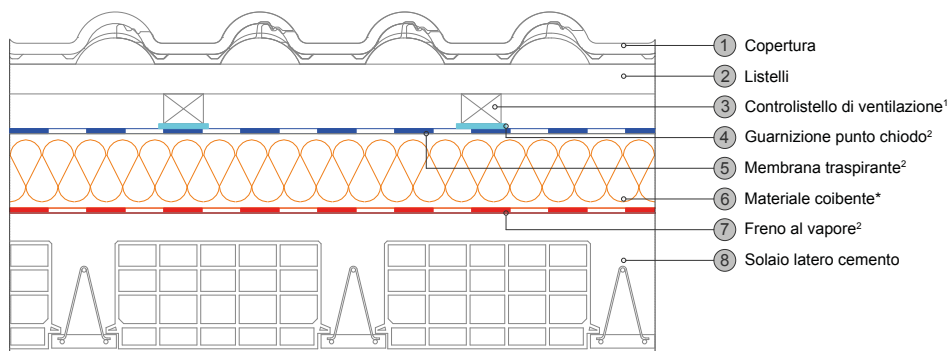 1 Copertura
2 Listelli
3 Controlistello di ventilazione¹
4 Guarnizione punto chiodo²
5 Membrana traspirante²
6 Materiale coibente*
7 Freno al vapore²
8 Solaio latero cemento